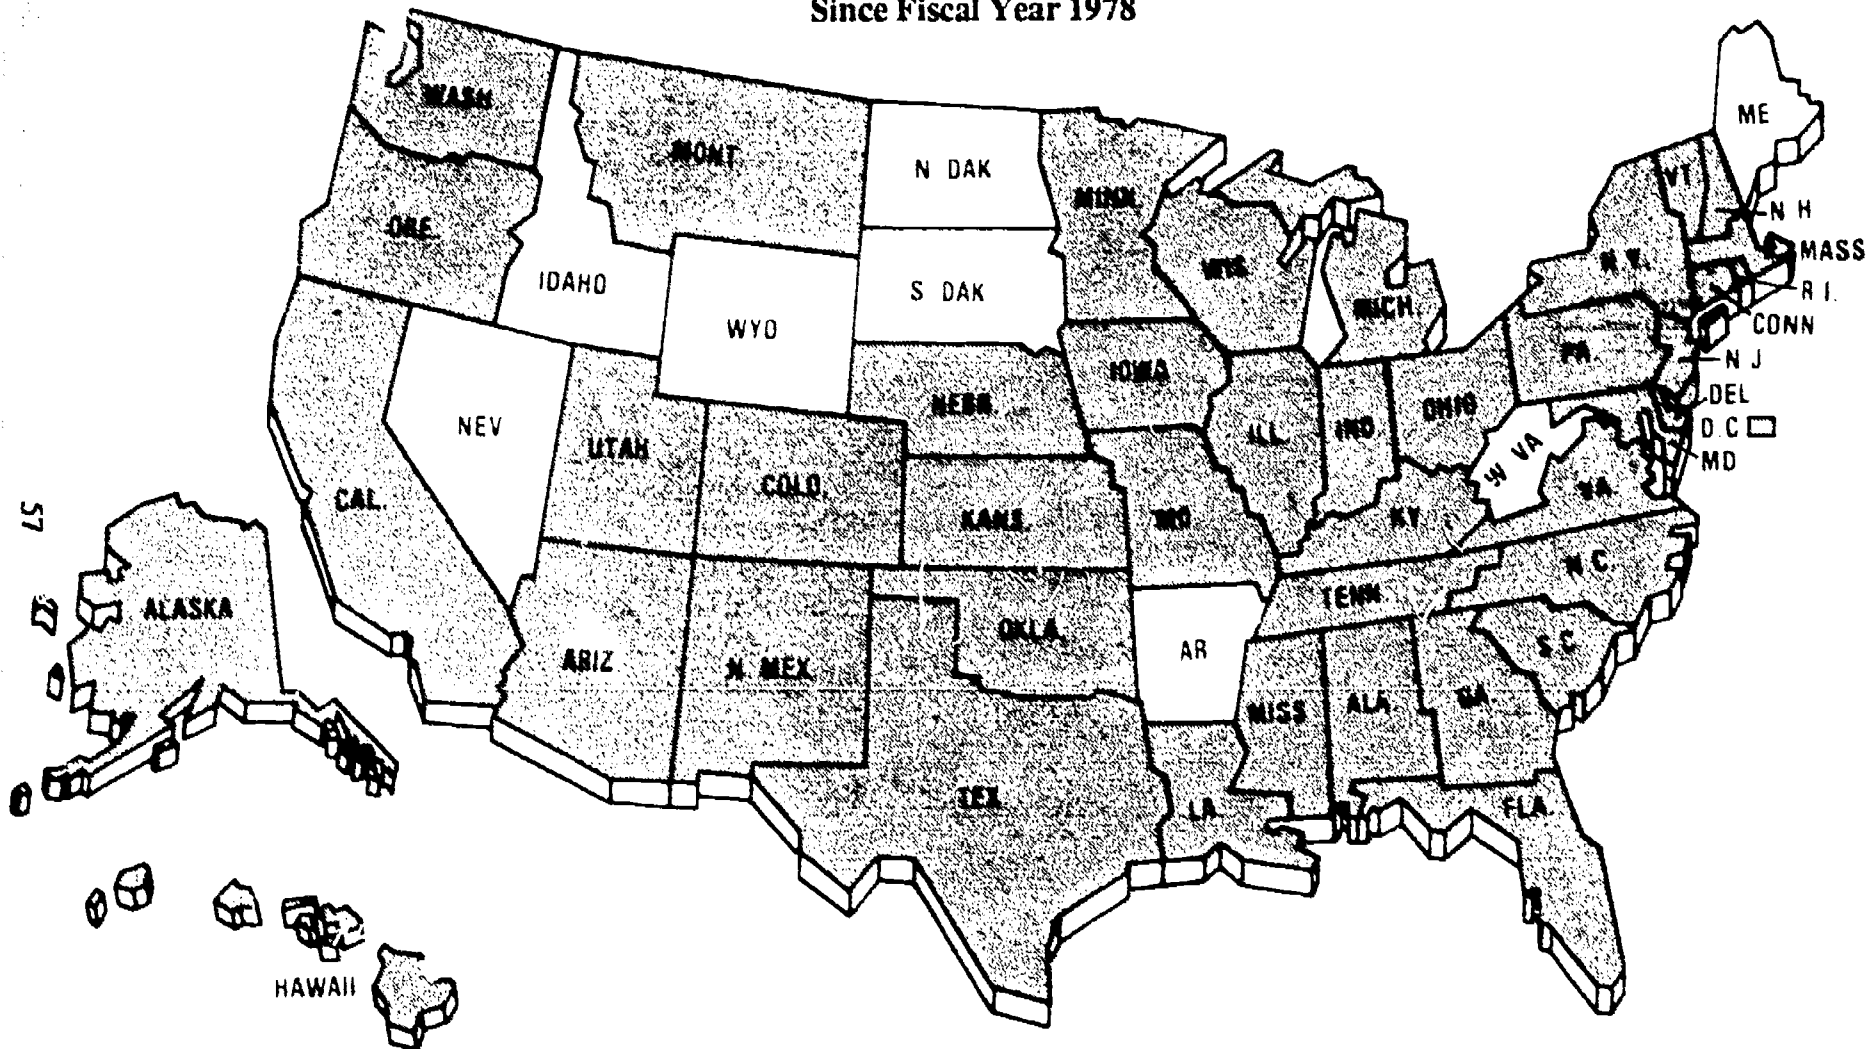 Since Fiscal Year 1978
WASH.
MONT.
N DAK
MINN.
ME
VT
N H
MASS
R I.
CONN
N J
DEL
D C
MD
ORE.
IDAHO
WYO
S DAK
WIS.
MICH.
N.Y.
PA.
NEV
UTAH
COLO.
NEBR.
IOWA
ILL.
IND
OHIO
W VA
VA.
CAL.
KANS.
MO
KY.
N C.
TENN.
S C
ARIZ
N. MEX
OKLA.
AR
MISS
ALA.
GA.
TEX.
LA.
FLA.
ALASKA
HAWAII
57